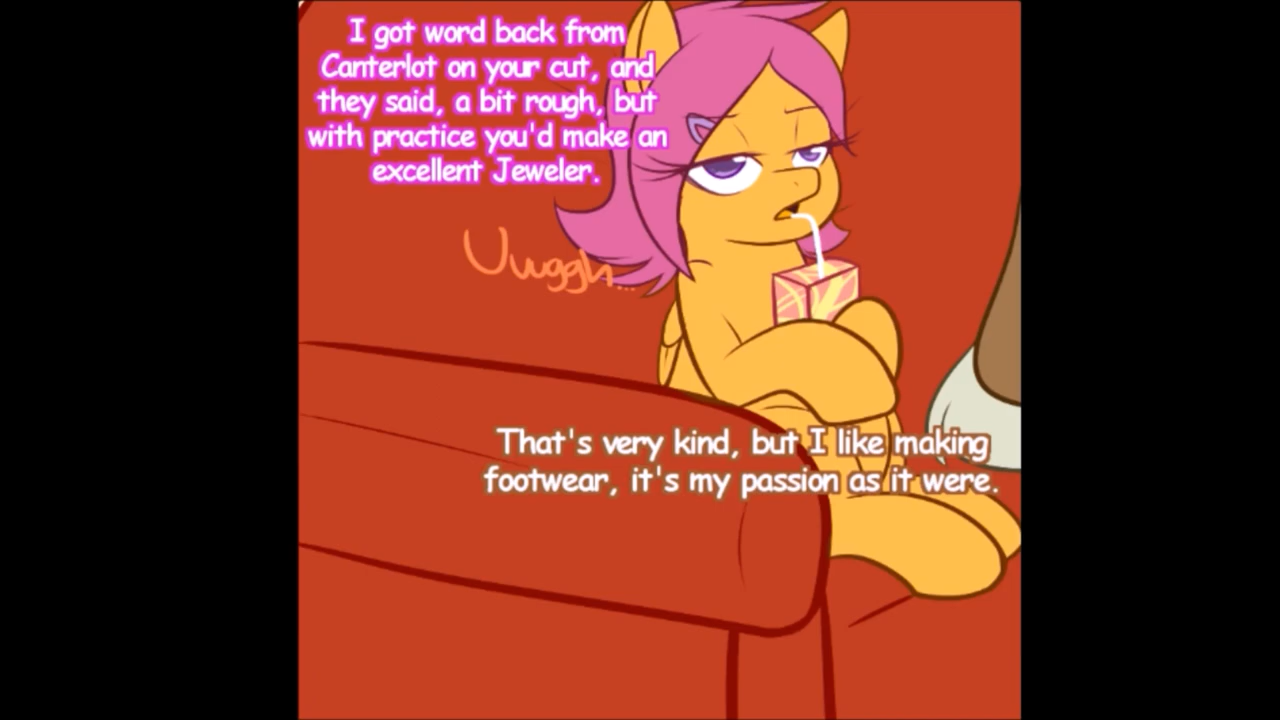 I got word back from
Canterlot on your cut, and
they said, a bit rough, but
with practice you'd make an
excellent Jeweler.
Uuuggh...
That's very kind, but I like making
footwear, it's my passion as it were.